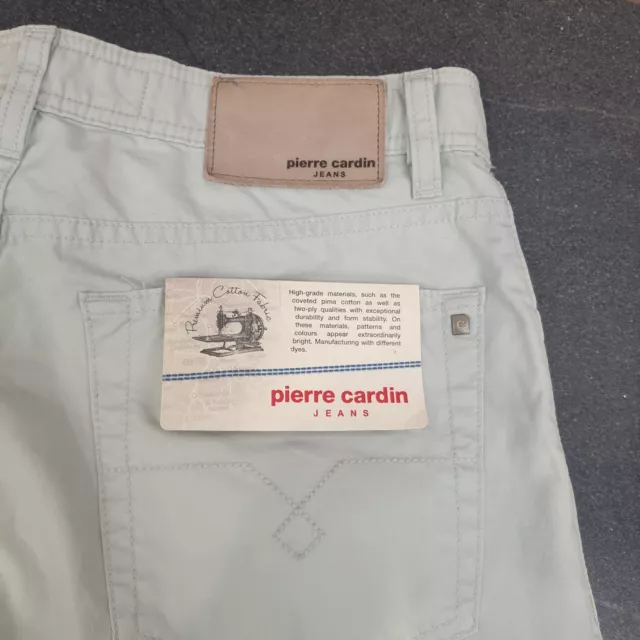 pierre cardin
JEANS
Premium Cotton Fabric
High-grade materials, such as the
coveted pima cotton as well as
two-ply qualities with exceptional
durability and form stability. On
these materials, patterns and
colours appear extraordinarily
bright. Manufacturing with different
dyes.
pierre cardin
JEANS